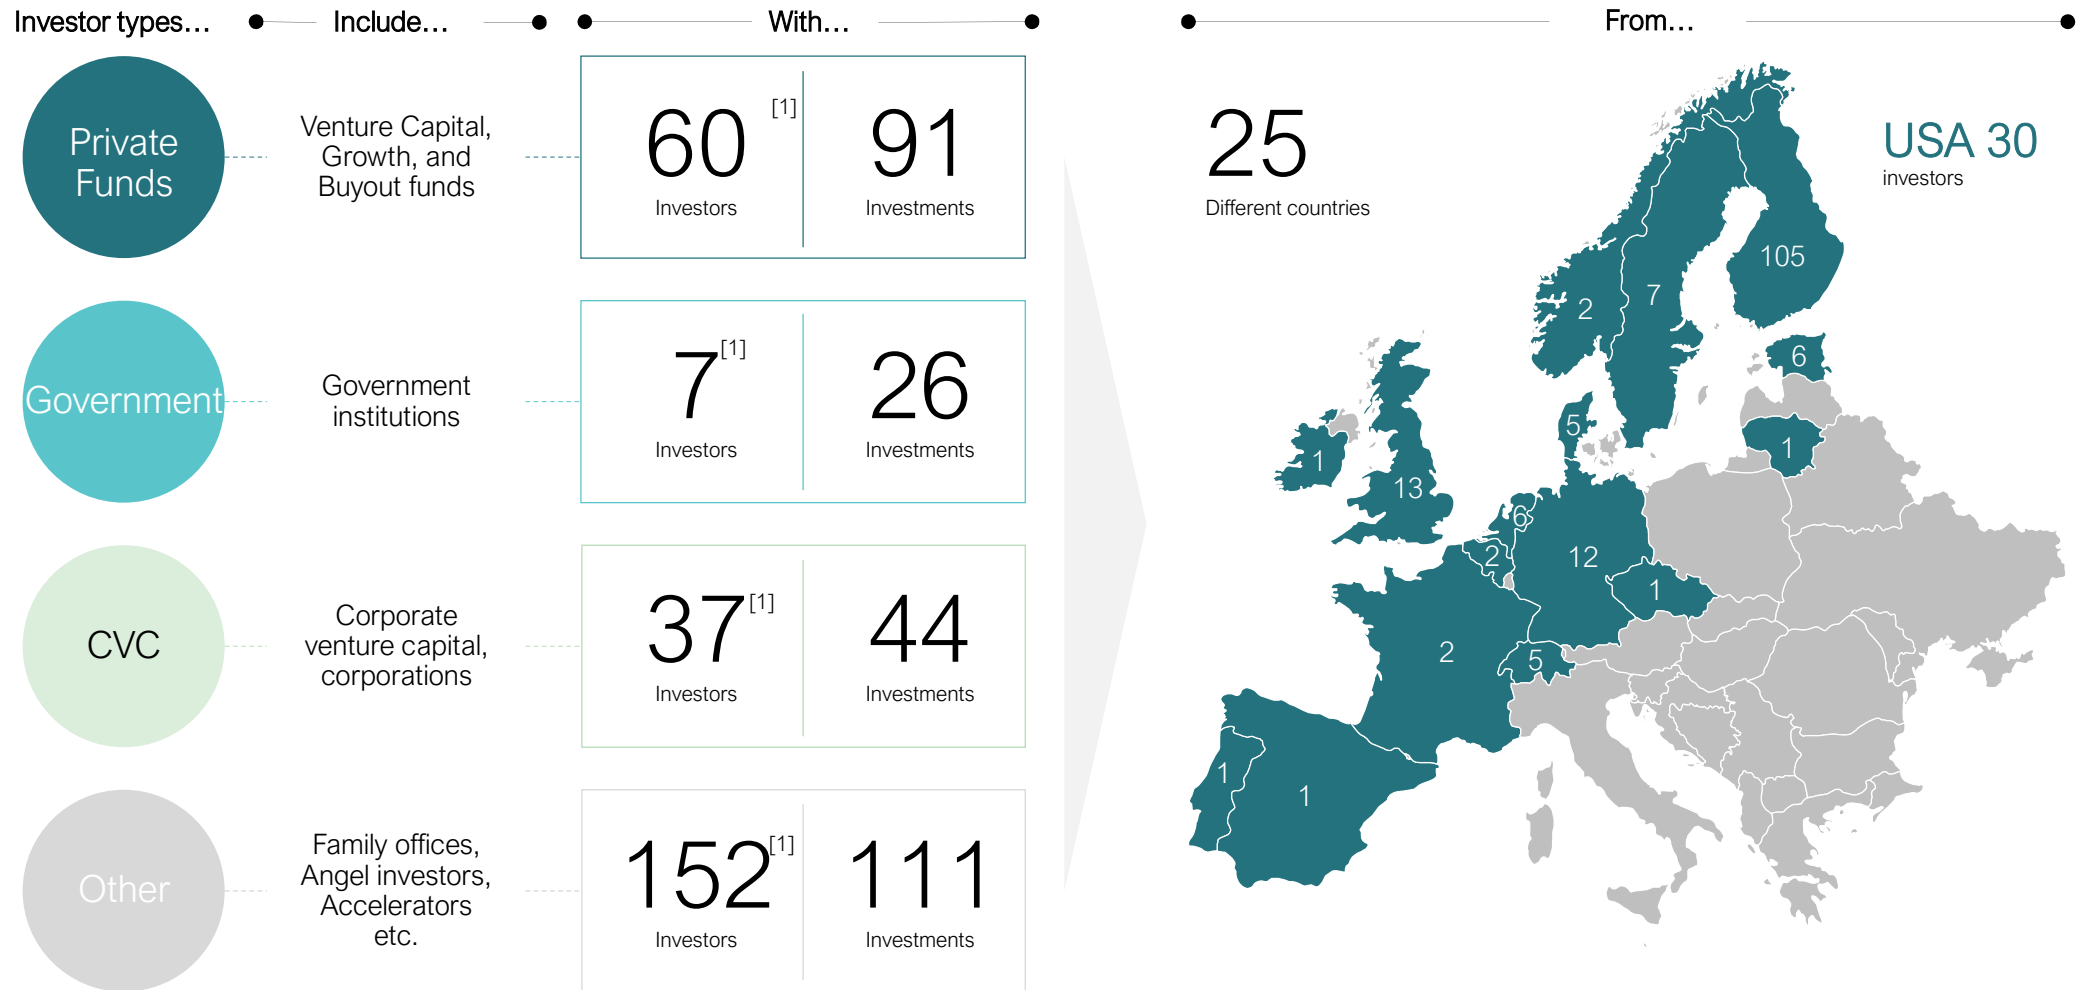 Investor types...
Include...
With...
From...
Private
Funds
Venture Capital,
Growth, and
Buyout funds
60 [1]
Investors
91
Investments
Government
Government
institutions
7 [1]
Investors
26
Investments
CVC
Corporate
venture capital,
corporations
37 [1]
Investors
44
Investments
Other
Family offices,
Angel investors,
Accelerators
etc.
152 [1]
Investors
111
Investments
25
Different countries
USA 30
investors
105
7
2
6
5
1
1
13
6
2
12
1
2
5
1
1